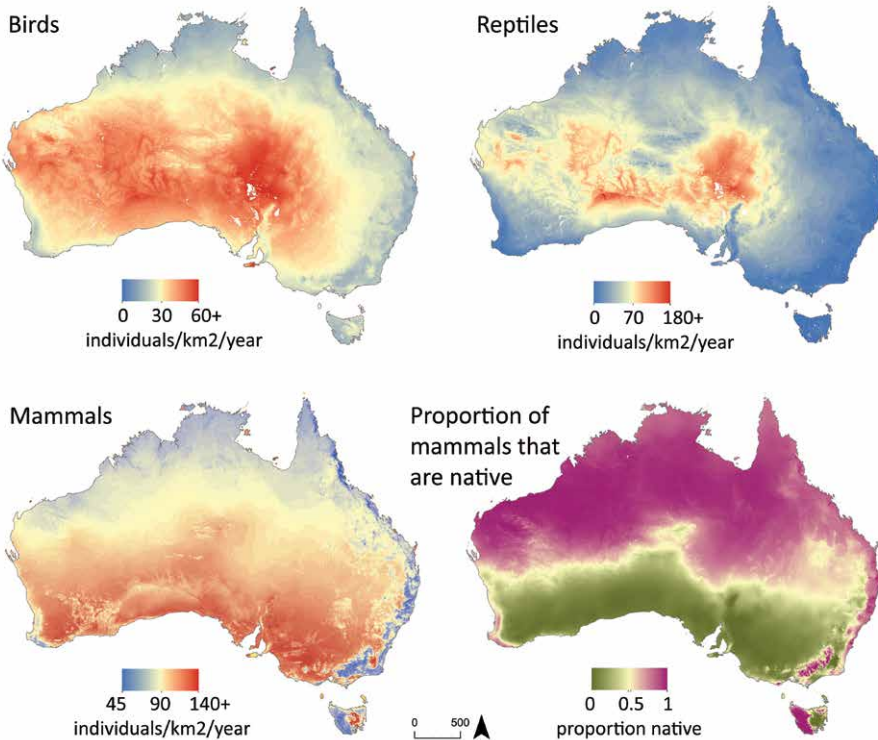 Birds
0 30 60+
individuals/km2/year
Reptiles
0 70 180+
individuals/km2/year
Mammals
45 90 140+
individuals/km2/year
0 500
Proportion of
mammals that
are native
0 0.5 1
proportion native